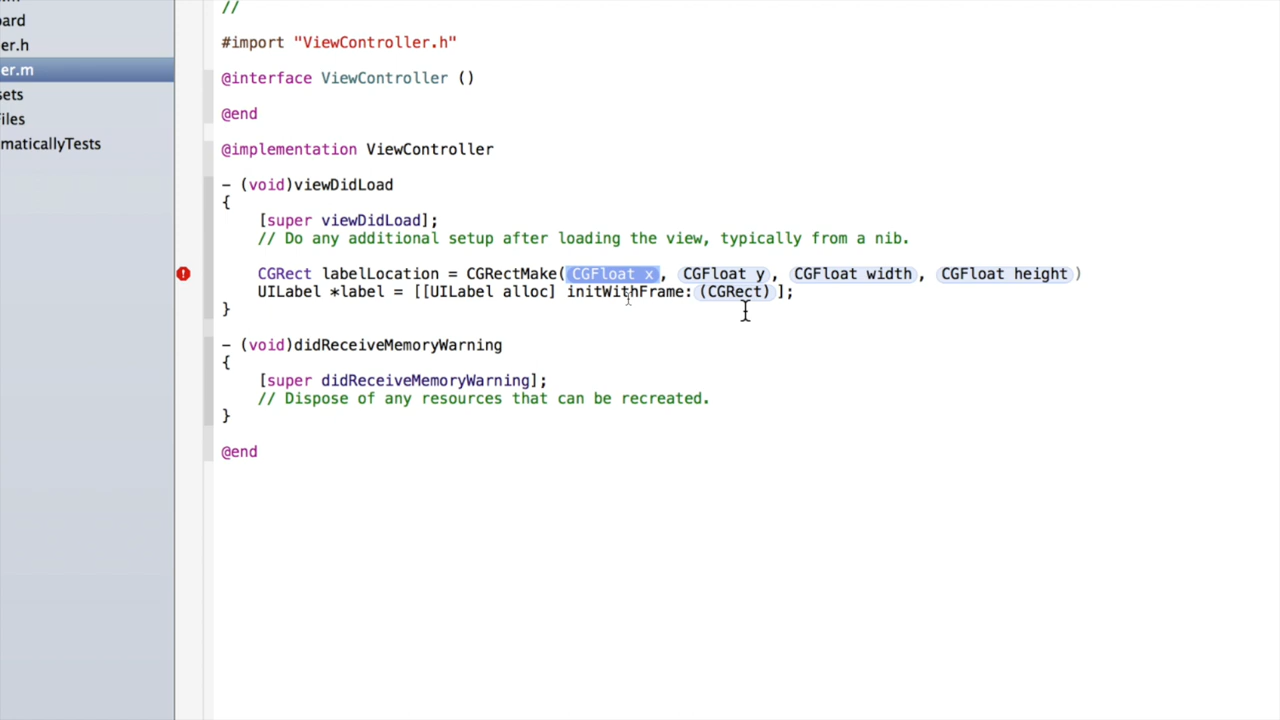 //
ard
er.h
#import "ViewController.h"
er.m
@interface ViewController ()
sets
@end
Files
maticallyTests
@implementation ViewController
- (void)viewDidLoad
{
[super viewDidLoad];
// Do any additional setup after loading the view, typically from a nib.
CGRect labelLocation = CGRectMake(CGFloat x, CGFloat y, CGFloat width, CGFloat height)
UILabel *label = [[UILabel alloc] initWithFrame:(CGRect)];
}
- (void)didReceiveMemoryWarning
{
[super didReceiveMemoryWarning];
// Dispose of any resources that can be recreated.
}
@end